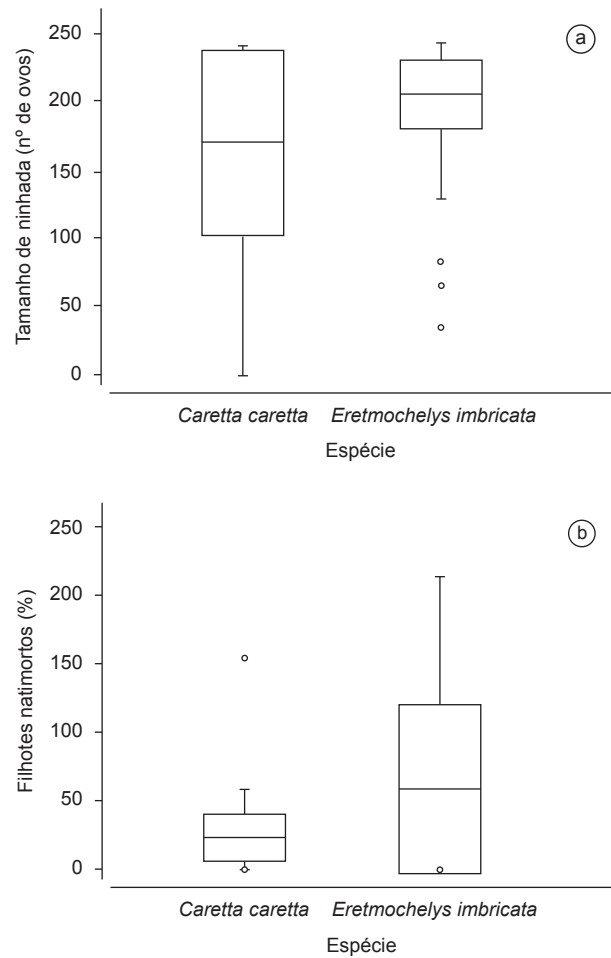 a
Tamanho de ninhada (nº de ovos)
250
200
150
100
50
0
Caretta caretta
Eretmochelys imbricata
Espécie
b
Filhotes natimortos (%)
250
200
150
100
50
0
Caretta caretta
Eretmochelys imbricata
Espécie